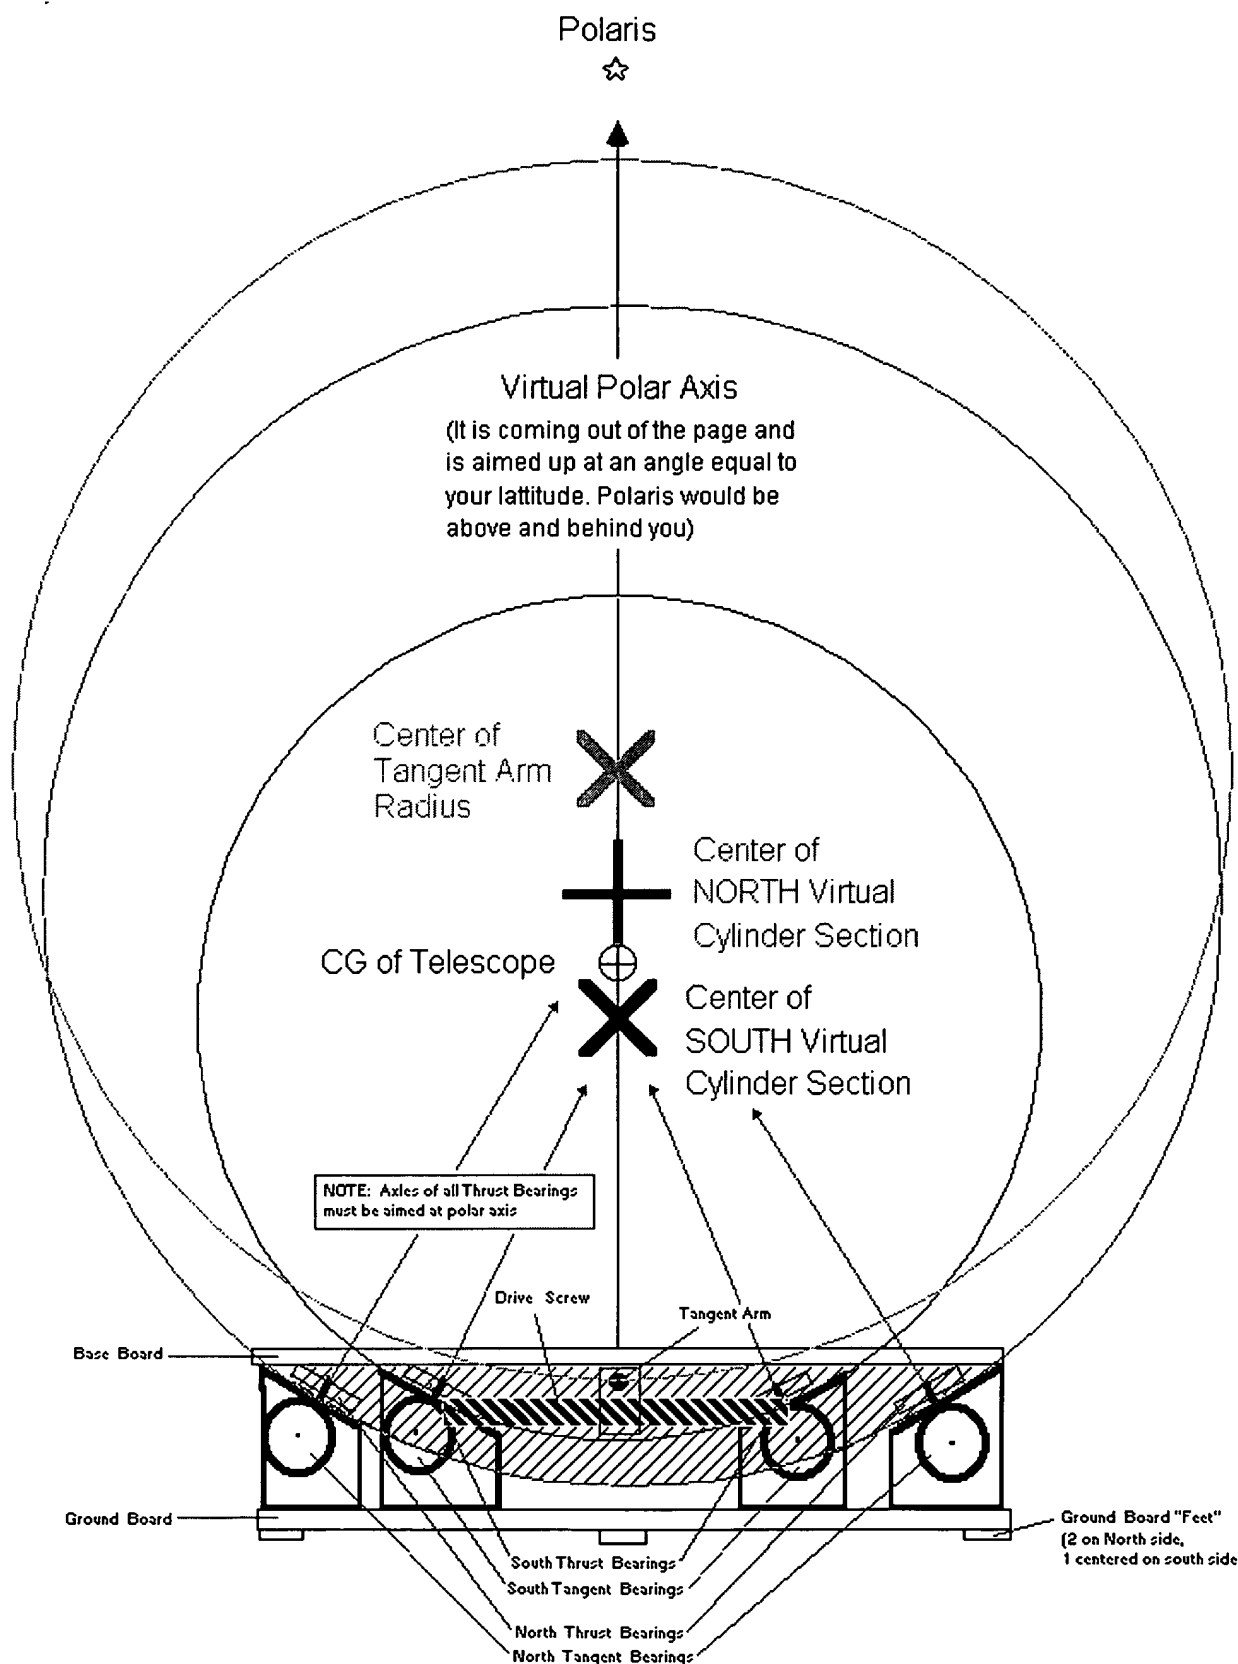 Polaris
Virtual Polar Axis
(It is coming out of the page and
is aimed up at an angle equal to
your lattitude. Polaris would be
above and behind you)
Center of
Tangent Arm
Radius
Center of
NORTH Virtual
Cylinder Section
CG of Telescope
Center of
SOUTH Virtual
Cylinder Section
NOTE: Axles of all Thrust Bearings
must be aimed at polar axis
Drive Screw
Tangent Arm
Base Board
Ground Board
Ground Board "Feet"
(2 on North side,
1 centered on south side
South Thrust Bearings
South Tangent Bearings
North Thrust Bearings
North Tangent Bearings